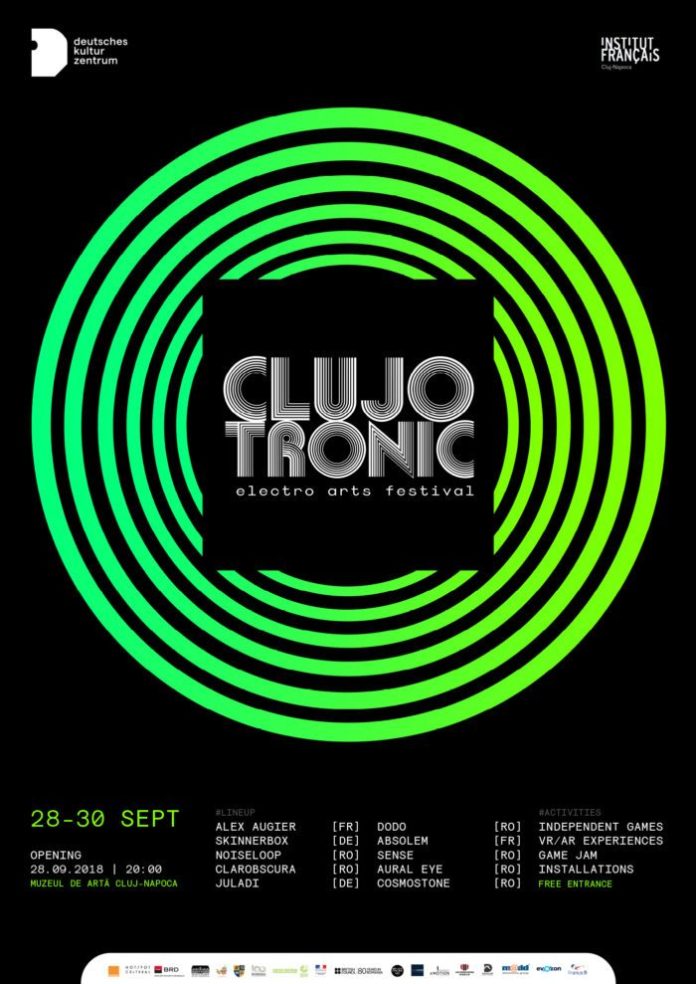 deutsches
kultur
zentrum
INSTITUT
FRANÇAIS
Cluj-Napoca
CLUJO
TRONIC
electro arts festival
28-30 SEPT
OPENING
28.09.2018 | 20:00
MUZEUL DE ARTĂ CLUJ-NAPOCA
#LINEUP
ALEX AUGIER [FR]
SKINNERBOX [DE]
NOISELOOP [RO]
CLAROBSCURA [RO]
JULADI [DE]
DODO [RO]
ABSOLEM [FR]
SENSE [RO]
AURAL EYE [RO]
COSMOSTONE [RO]
#ACTIVITIES
INDEPENDENT GAMES
VR/AR EXPERIENCES
GAME JAM
INSTALLATIONS
FREE ENTRANCE
BRD